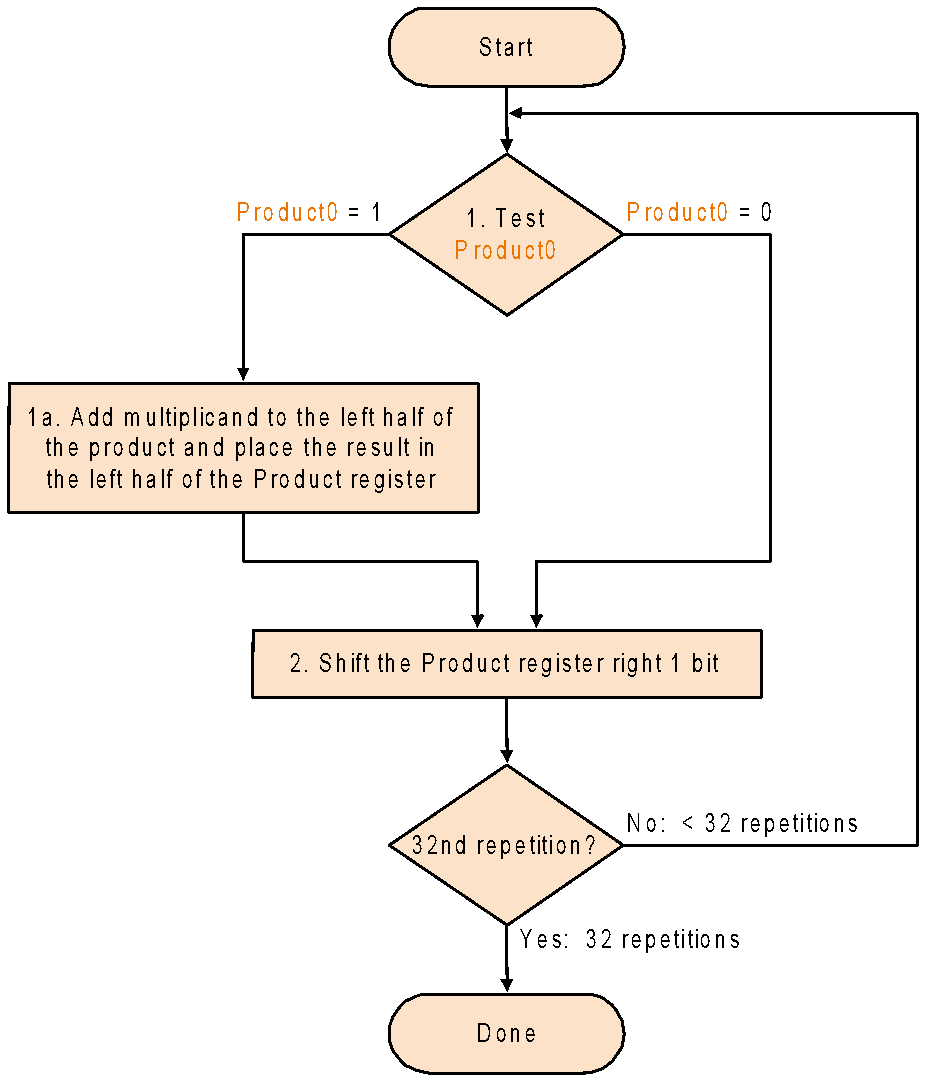 Start
Product0 = 1
1. Test
Product0
Product0 = 0
1a. Add multiplicand to the left half of
the product and place the result in
the left half of the Product register
2. Shift the Product register right 1 bit
32nd repetition?
No: < 32 repetitions
Yes: 32 repetitions
Done